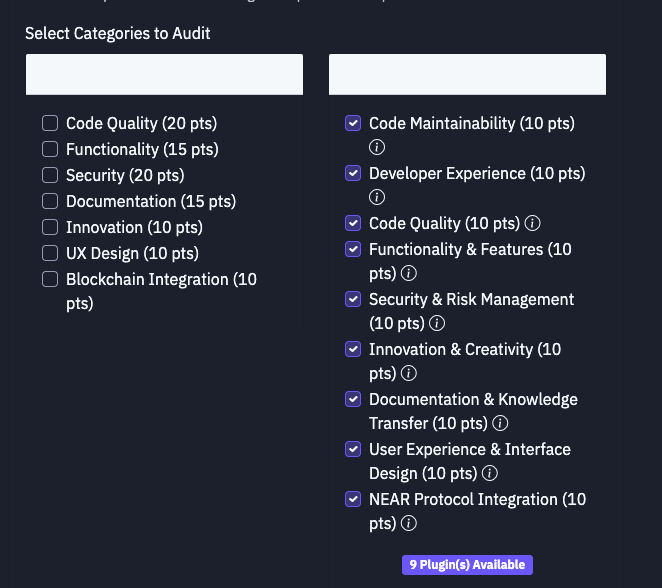 Select Categories to Audit
Code Quality (20 pts)
Functionality (15 pts)
Security (20 pts)
Documentation (15 pts)
Innovation (10 pts)
UX Design (10 pts)
Blockchain Integration (10
pts)
Code Maintainability (10 pts)
Developer Experience (10 pts)
Code Quality (10 pts)
Functionality & Features (10
pts)
Security & Risk Management
(10 pts)
Innovation & Creativity (10
pts)
Documentation & Knowledge
Transfer (10 pts)
User Experience & Interface
Design (10 pts)
NEAR Protocol Integration (10
pts)
9 Plugin(s) Available